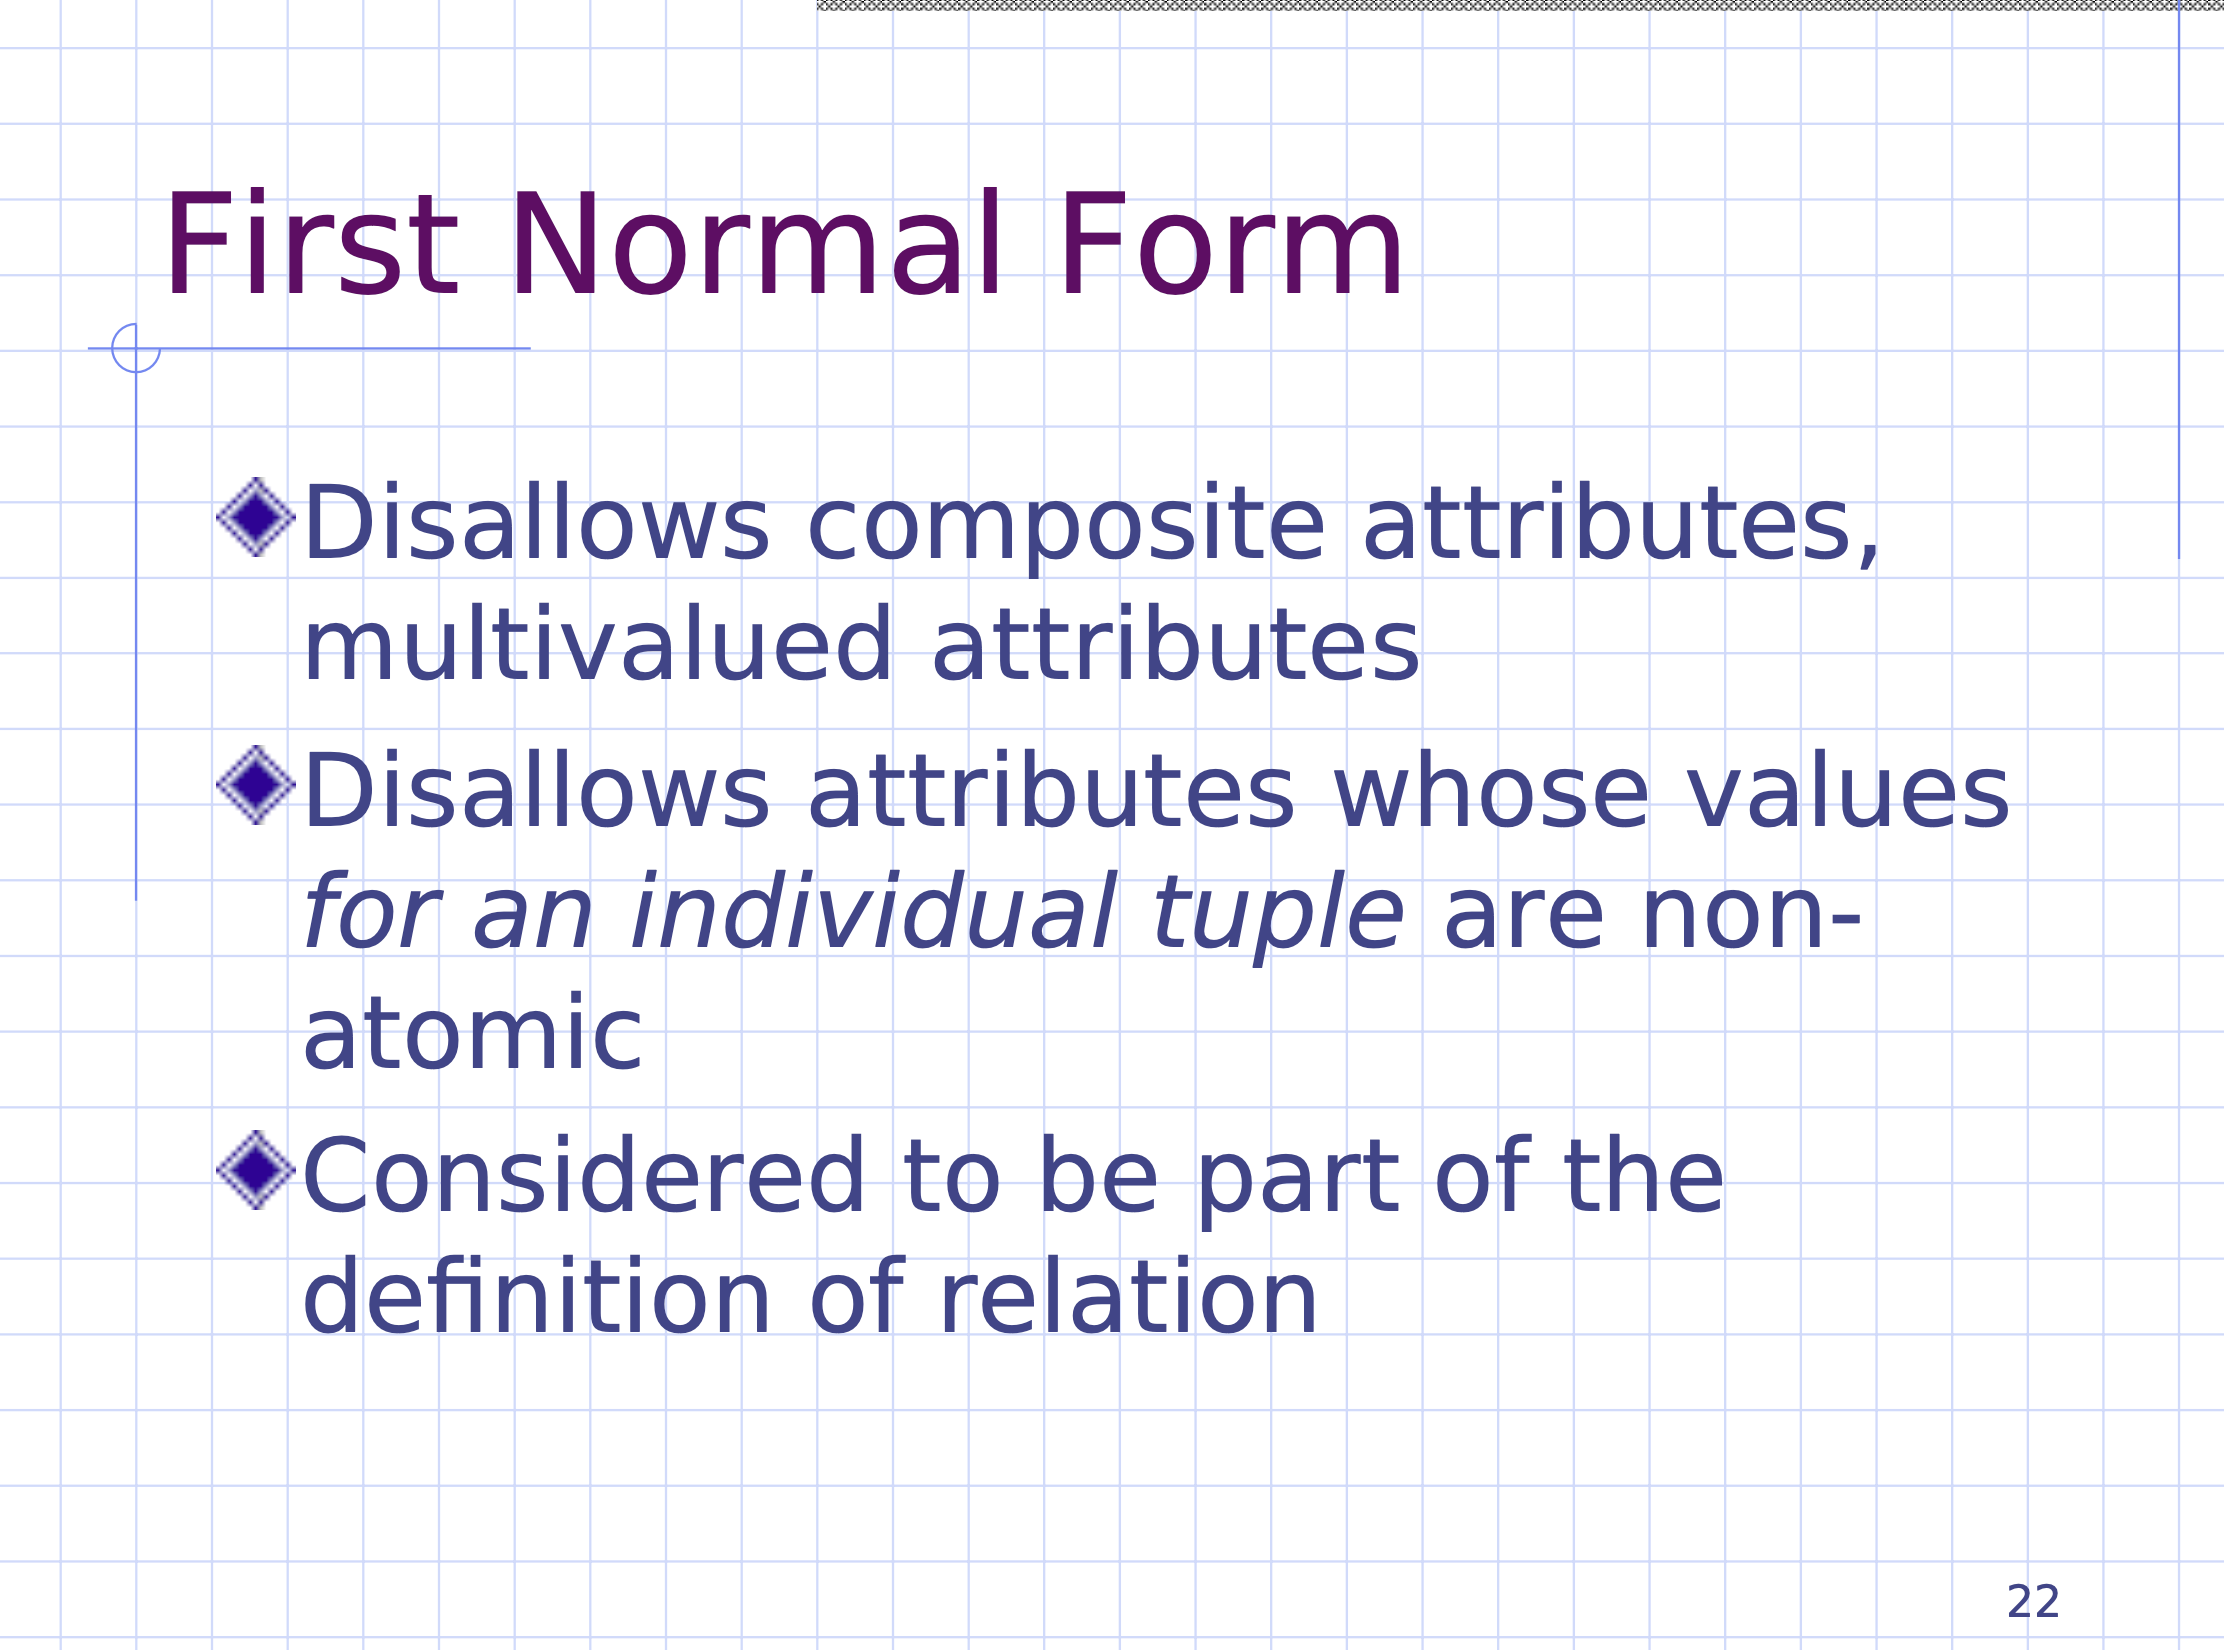 First Normal Form
Disallows composite attributes,
multivalued attributes
Disallows attributes whose values
for an individual tuple are non-
atomic
Considered to be part of the
definition of relation
22